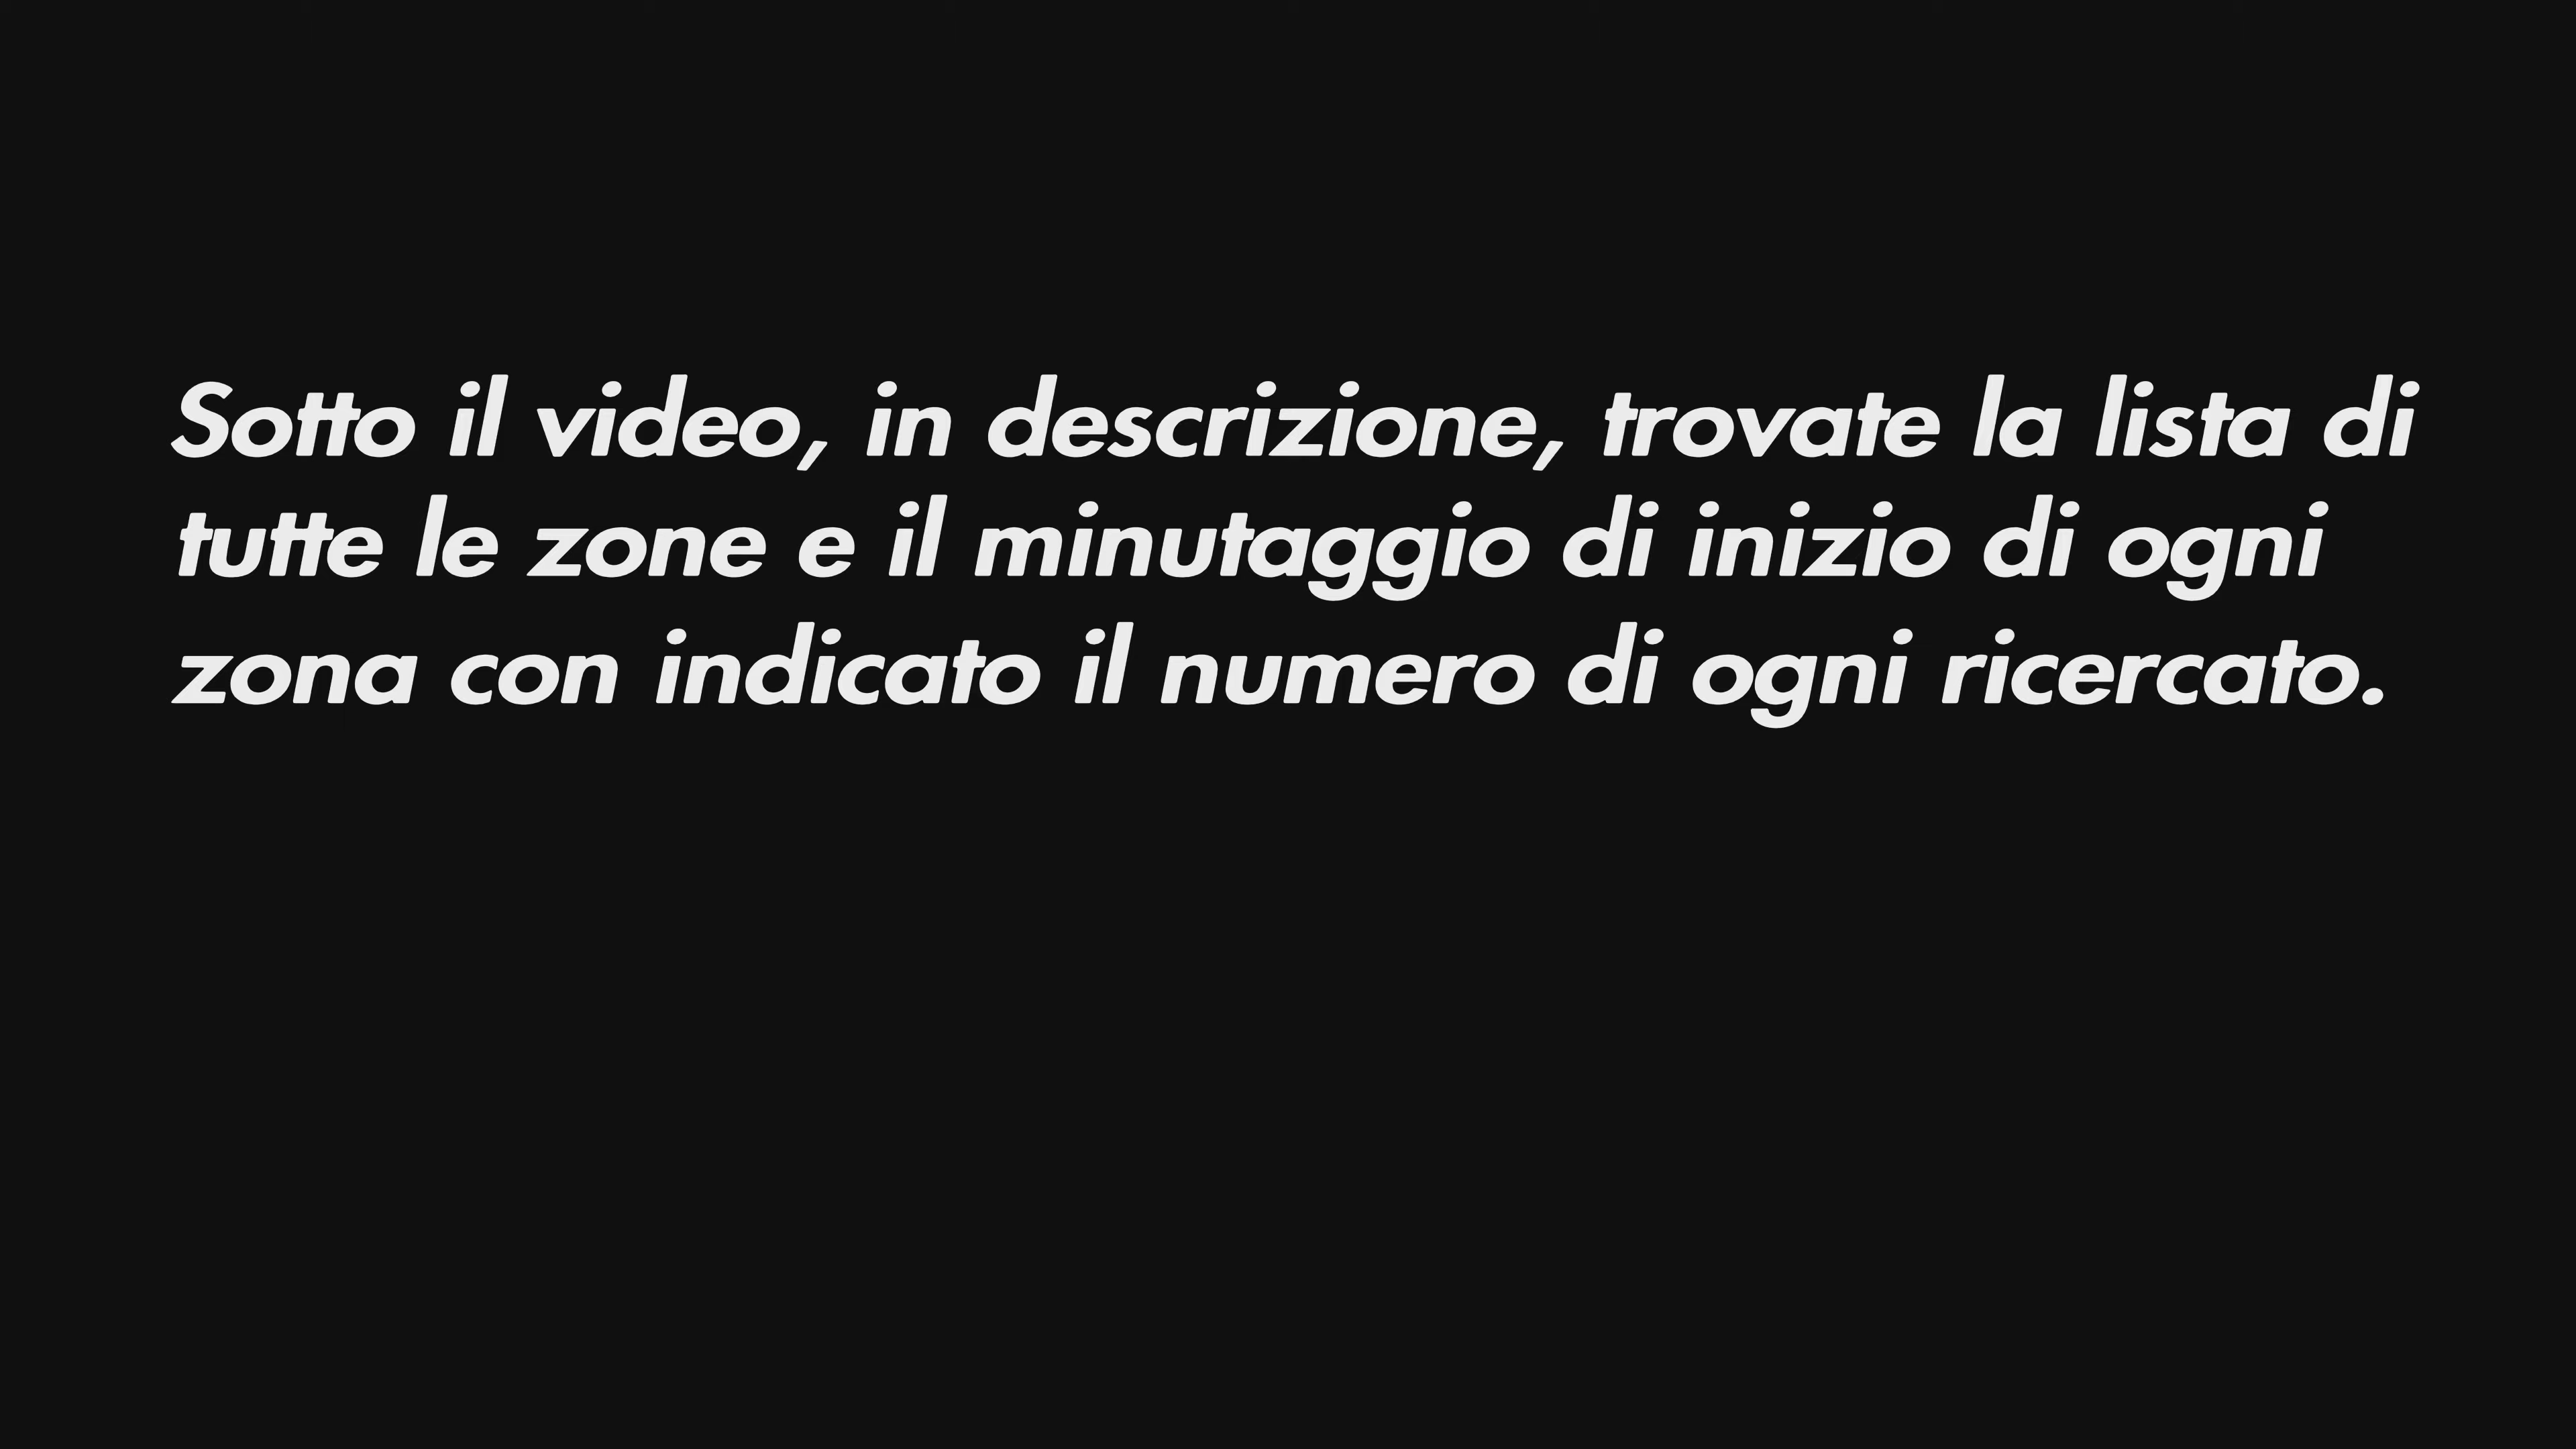 Sotto il video, in descrizione, trovate la lista di
tutte le zone e il minutaggio di inizio di ogni
zona con indicato il numero di ogni ricercato.